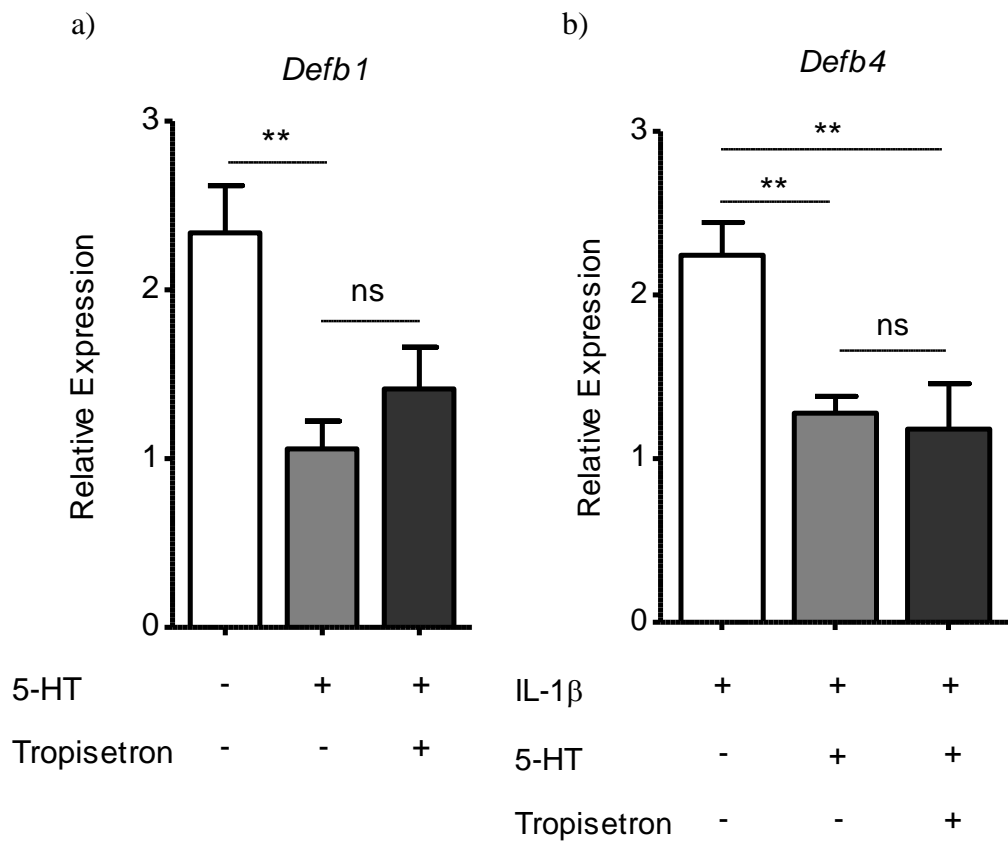 a)
Defb1
3
2
1
0
Relative Expression
**
ns
5-HT - + +
Tropisetron - - +
b)
Defb4
3
2
1
0
Relative Expression
**
**
ns
IL-1β + + +
5-HT - + +
Tropisetron - - +